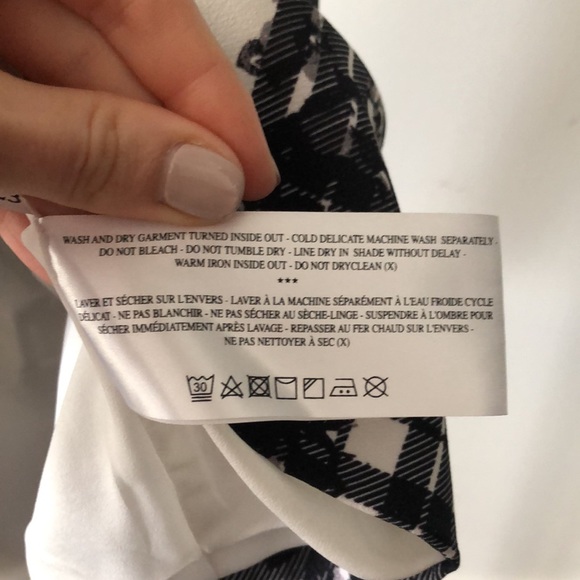 WASH AND DRY GARMENT TURNED INSIDE OUT - COLD DELICATE MACHINE WASH SEPARATELY -
DO NOT BLEACH - DO NOT TUMBLE DRY - LINE DRY IN SHADE WITHOUT DELAY -
WARM IRON INSIDE OUT - DO NOT DRYCLEAN (X)
***
LAVER ET SÉCHER SUR L'ENVERS - LAVER À LA MACHINE SÉPARÉMENT À L'EAU FROIDE CYCLE
DÉLICAT - NE PAS BLANCHIR - NE PAS SÉCHER AU SÈCHE-LINGE - SUSPENDRE À L'OMBRE POUR
SÉCHER IMMÉDIATEMENT APRÈS LAVAGE - REPASSER AU FER CHAUD SUR L'ENVERS -
NE PAS NETTOYER À SEC (X)
30